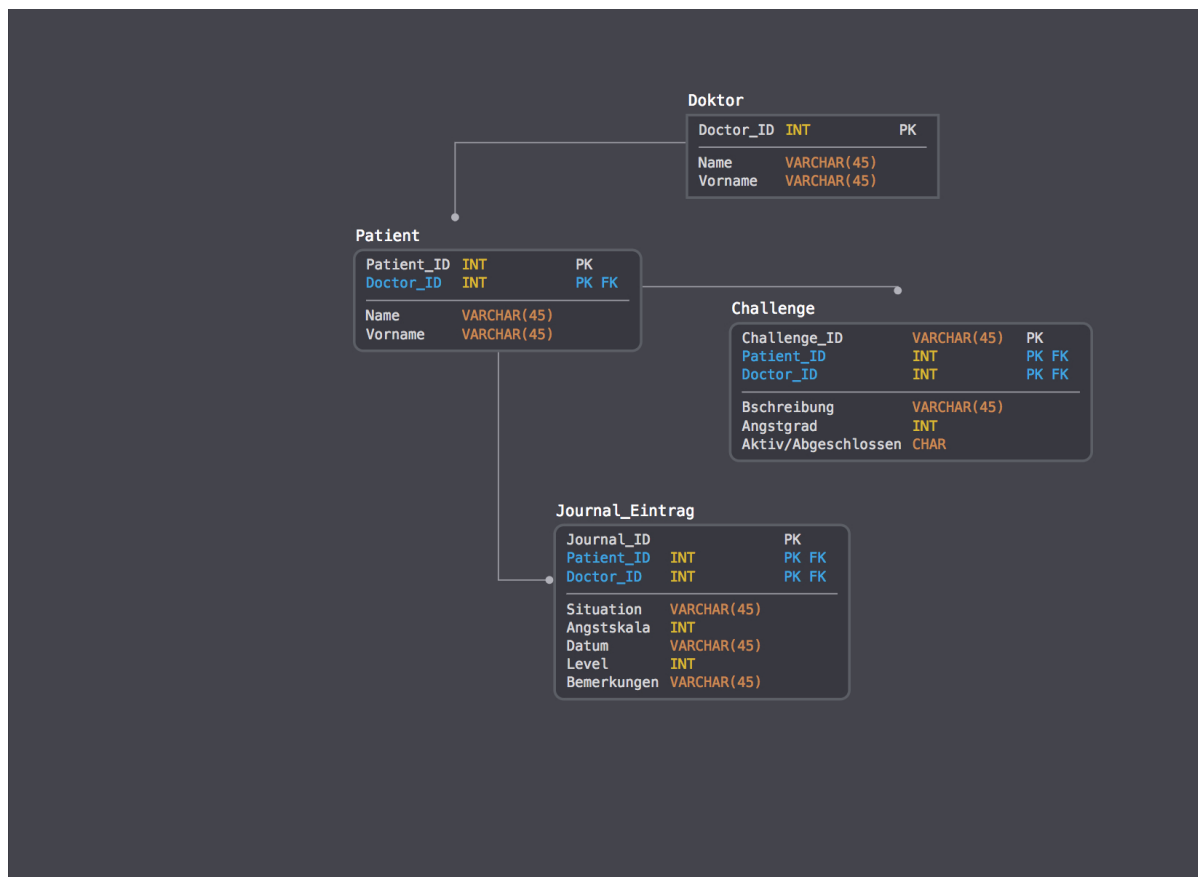 Doktor
Doctor_ID INT PK
Name VARCHAR(45)
Vorname VARCHAR(45)
Patient
Patient_ID INT PK
Doctor_ID INT PK FK
Name VARCHAR(45)
Vorname VARCHAR(45)
Challenge
Challenge_ID VARCHAR(45) PK
Patient_ID INT PK FK
Doctor_ID INT PK FK
Bschreibung VARCHAR(45)
Angstgrad INT
Aktiv/Abgeschlossen CHAR
Journal_Eintrag
Journal_ID PK
Patient_ID INT PK FK
Doctor_ID INT PK FK
Situation VARCHAR(45)
Angstskala INT
Datum VARCHAR(45)
Level INT
Bemerkungen VARCHAR(45)